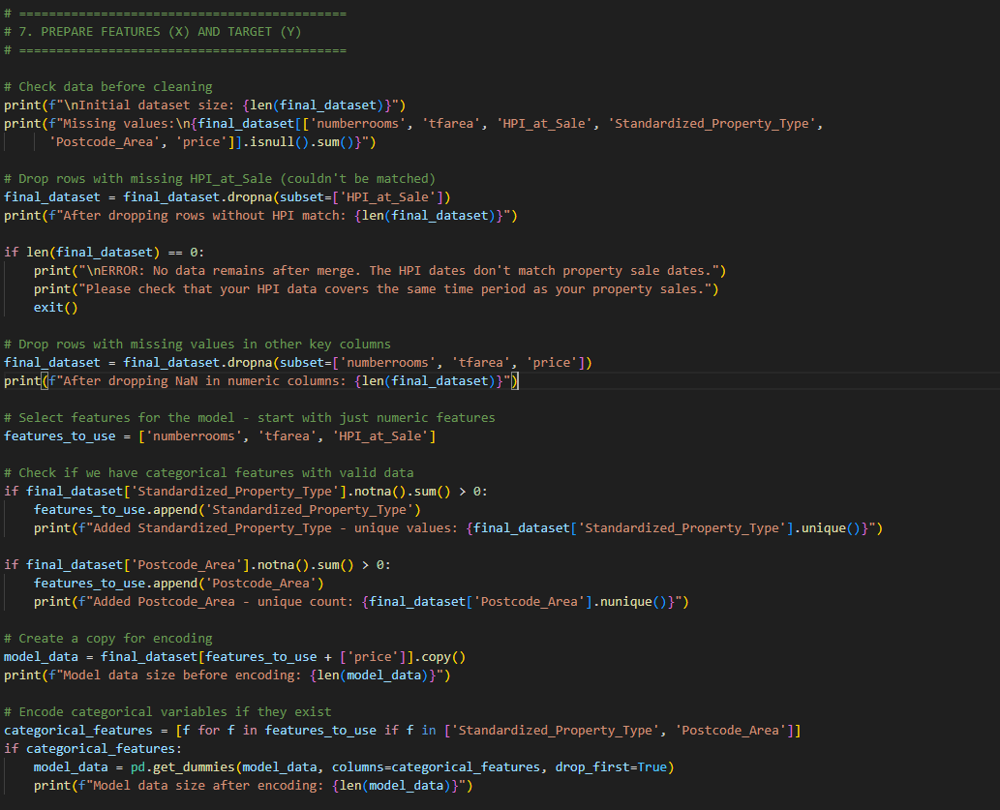 # ============================================
# 7. PREPARE FEATURES (X) AND TARGET (Y)
# ============================================
# Check data before cleaning
print(f"\nInitial dataset size: {len(final_dataset)}")
print(f"Missing values:\n{final_dataset[['numberrooms', 'tfarea', 'HPI_at_Sale', 'Standardized_Property_Type',
'Postcode_Area', 'price']].isnull().sum()}")
# Drop rows with missing HPI_at_Sale (couldn't be matched)
final_dataset = final_dataset.dropna(subset=['HPI_at_Sale'])
print(f"After dropping rows without HPI match: {len(final_dataset)}")
if len(final_dataset) == 0:
    print("\nERROR: No data remains after merge. The HPI dates don't match property sale dates.")
    print("Please check that your HPI data covers the same time period as your property sales.")
    exit()
# Drop rows with missing values in other key columns
final_dataset = final_dataset.dropna(subset=['numberrooms', 'tfarea', 'price'])
print(f"After dropping NaN in numeric columns: {len(final_dataset)}")
# Select features for the model - start with just numeric features
features_to_use = ['numberrooms', 'tfarea', 'HPI_at_Sale']
# Check if we have categorical features with valid data
if final_dataset['Standardized_Property_Type'].notna().sum() > 0:
    features_to_use.append('Standardized_Property_Type')
    print(f"Added Standardized_Property_Type - unique values: {final_dataset['Standardized_Property_Type'].unique()}")
if final_dataset['Postcode_Area'].notna().sum() > 0:
    features_to_use.append('Postcode_Area')
    print(f"Added Postcode_Area - unique count: {final_dataset['Postcode_Area'].nunique()}")
# Create a copy for encoding
model_data = final_dataset[features_to_use + ['price']].copy()
print(f"Model data size before encoding: {len(model_data)}")
# Encode categorical variables if they exist
categorical_features = [f for f in features_to_use if f in ['Standardized_Property_Type', 'Postcode_Area']]
if categorical_features:
    model_data = pd.get_dummies(model_data, columns=categorical_features, drop_first=True)
    print(f"Model data size after encoding: {len(model_data)}")